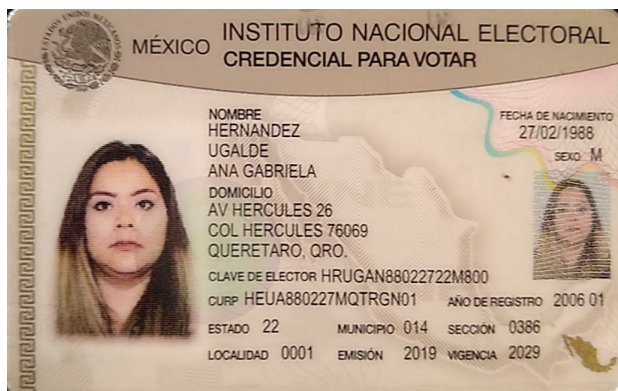 MÉXICO
INSTITUTO NACIONAL ELECTORAL
CREDENCIAL PARA VOTAR
NOMBRE
HERNANDEZ
UGALDE
ANA GABRIELA
FECHA DE NACIMIENTO
27/02/1988
SEXO M
DOMICILIO
AV HERCULES 26
COL HERCULES 76069
QUERETARO, QRO.
CLAVE DE ELECTOR HRUGAN88022722M800
CURP HEUA880227MQTRGN01 AÑO DE REGISTRO 2006 01
ESTADO 22 MUNICIPIO 014 SECCIÓN 0386
LOCALIDAD 0001 EMISIÓN 2019 VIGENCIA 2029